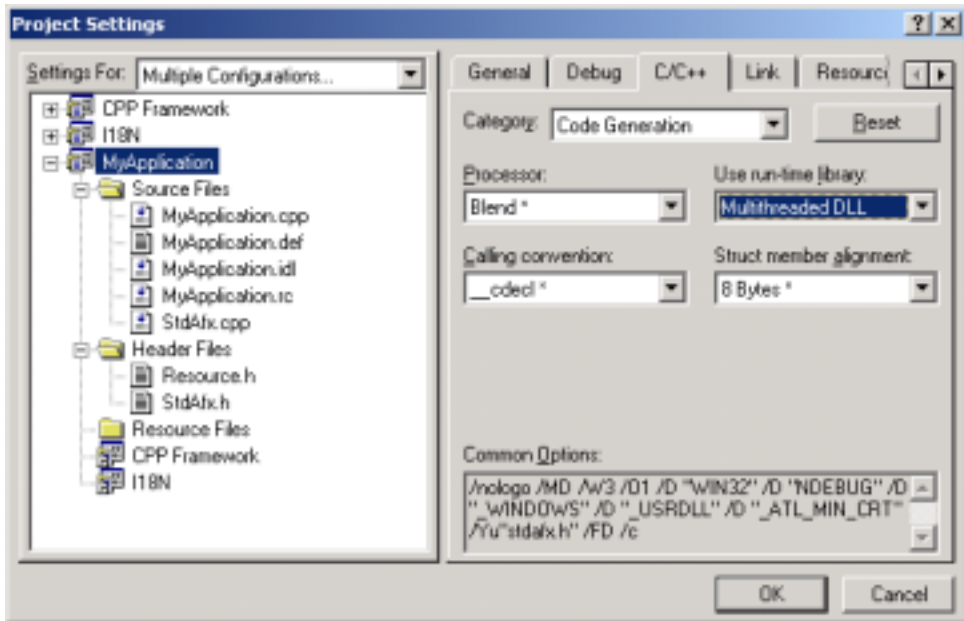 Project Settings
Settings For: Multiple Configurations...
CPP Framework
I18N
MyApplication
Source Files
MyApplication.cpp
MyApplication.def
MyApplication.idl
MyApplication.rc
StdAfx.cpp
Header Files
Resource.h
StdAfx.h
Resource Files
CPP Framework
I18N
General Debug C/C++ Link Resourc
Category: Code Generation Reset
Processor: Use run-time library:
Blend * Multithreaded DLL
Calling convention: Struct member alignment:
__cdecl * 8 Bytes *
Common Options:
/nologo /MD /W3 /O1 /D "WIN32" /D "NDEBUG" /D
"_WINDOWS" /D "_USRDLL" /D "_ATL_MIN_CRT"
/Yu"stdafx.h" /FD /c
OK Cancel